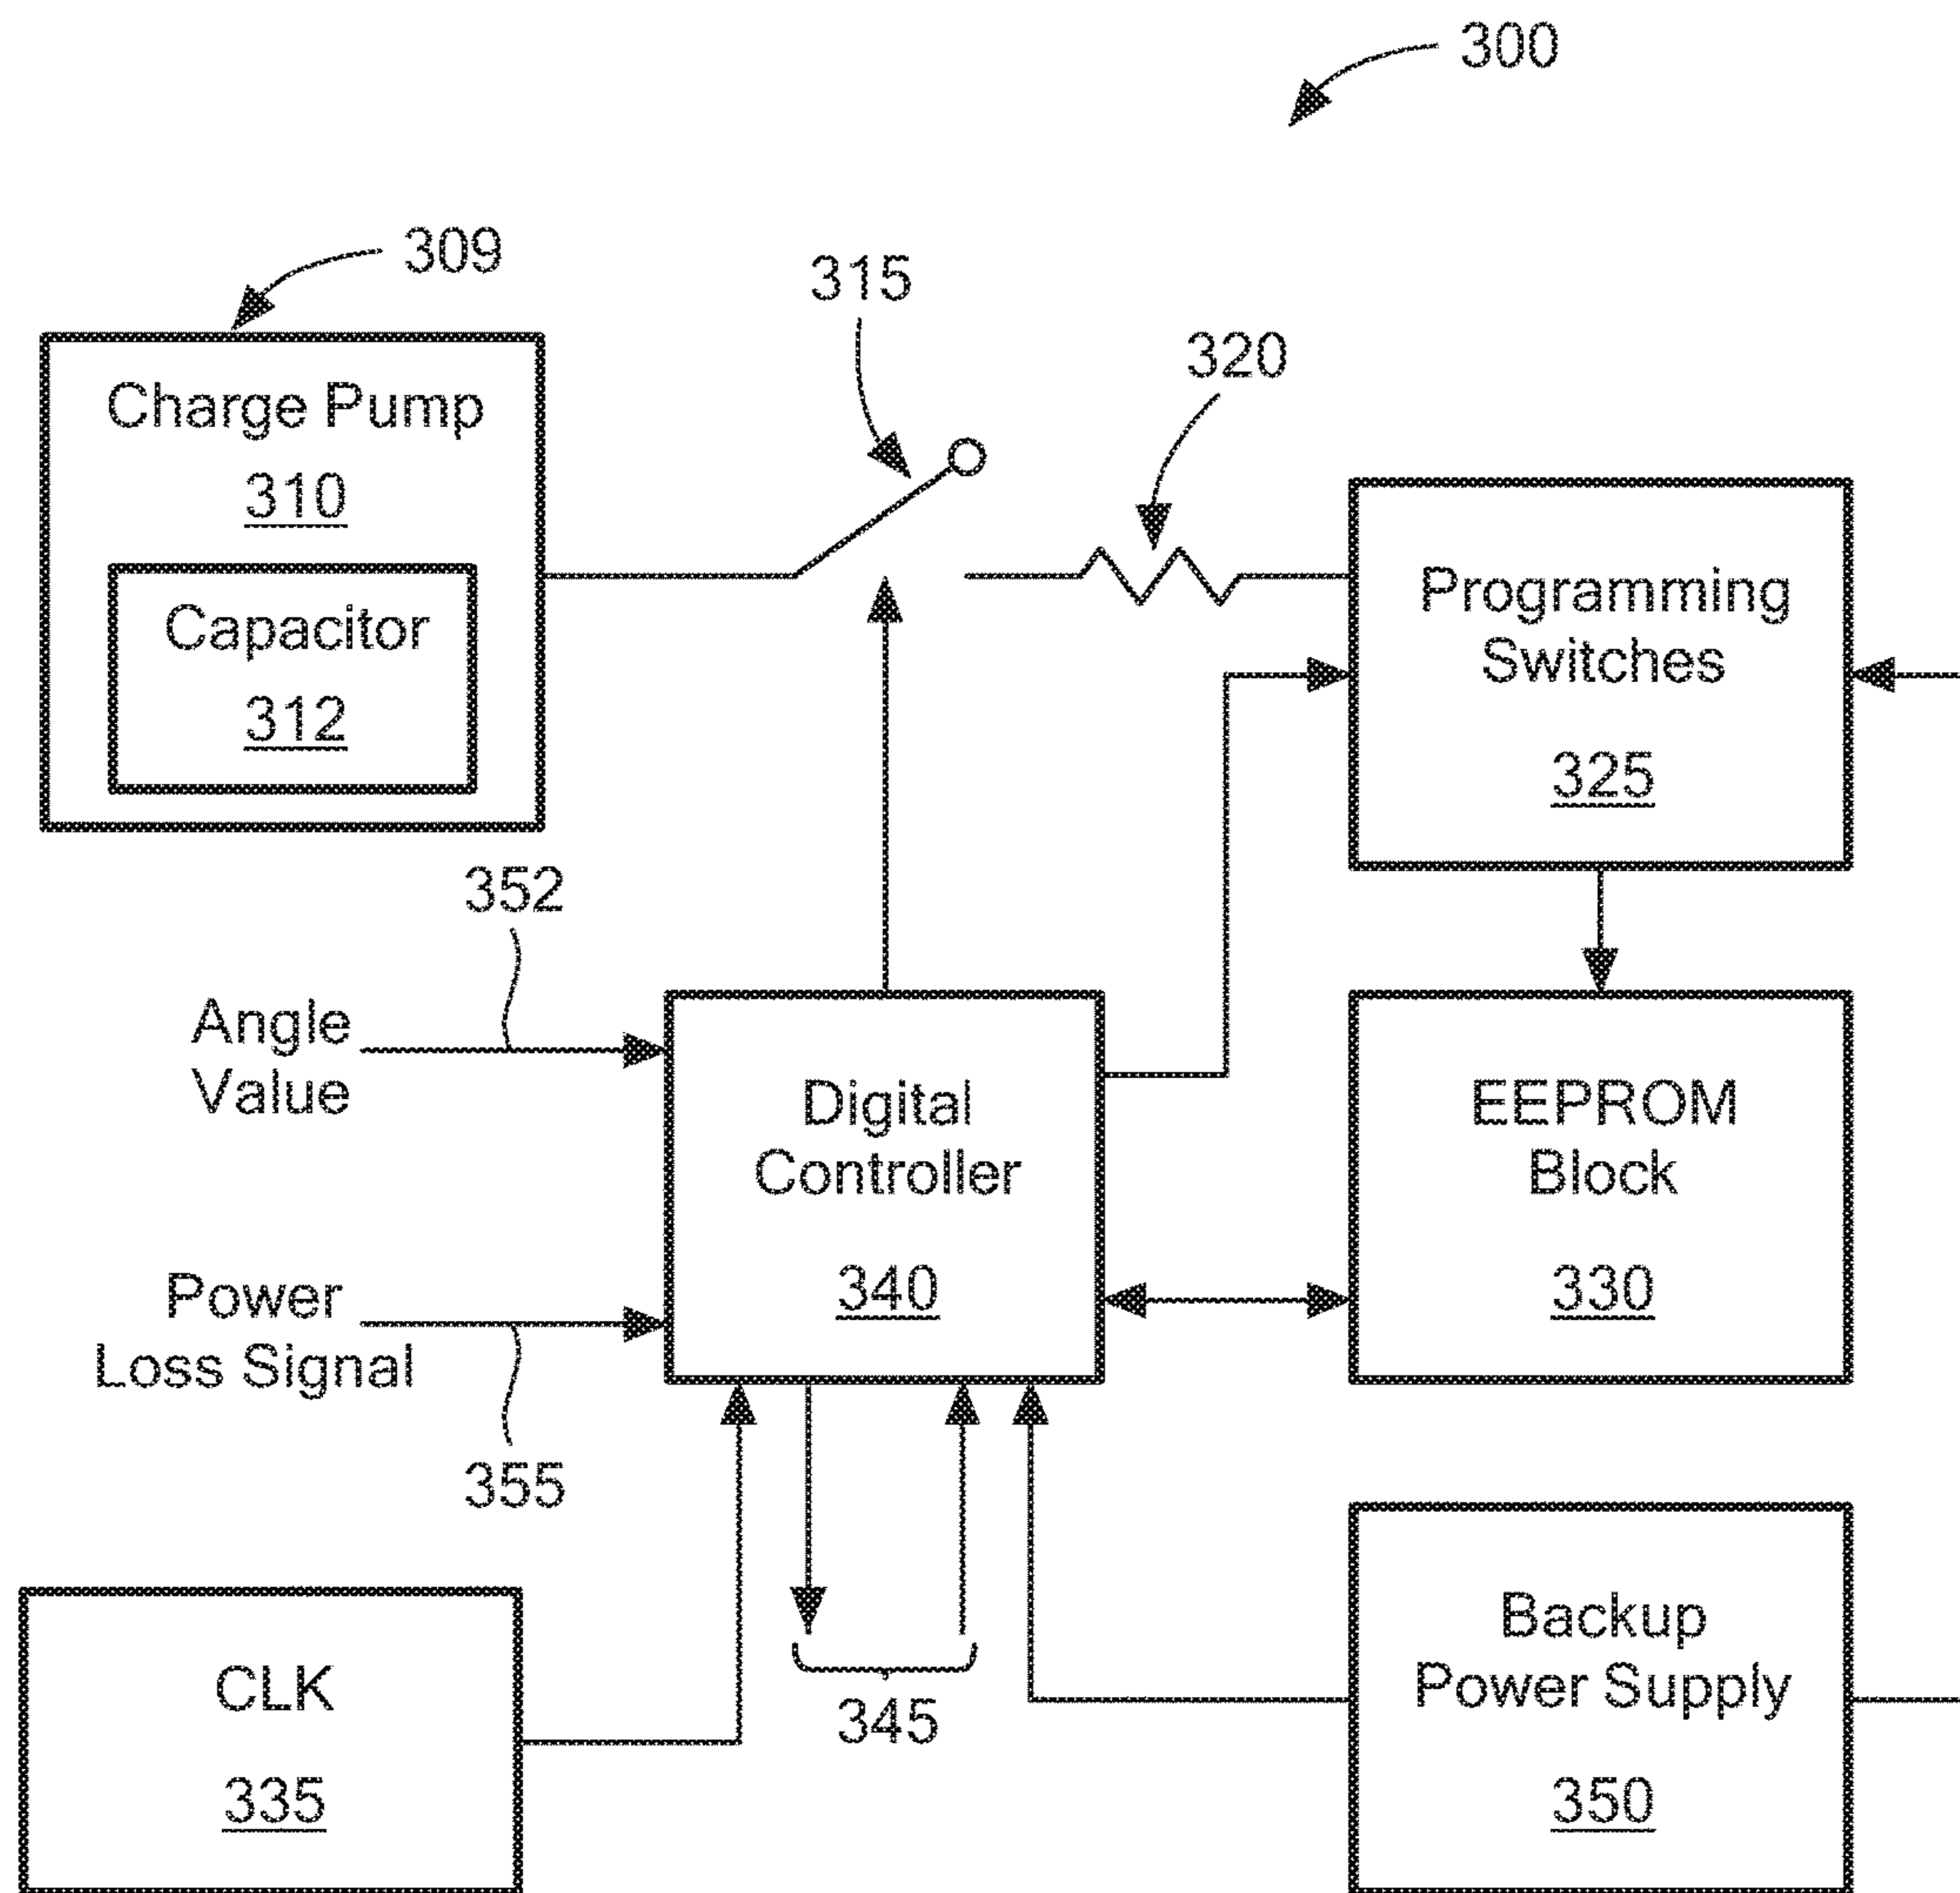 300
309
315
320
Charge Pump
310
Capacitor
312
Programming
Switches
325
352
Angle
Value
Digital
Controller
340
EEPROM
Block
330
Power
Loss Signal
355
345
CLK
335
Backup
Power Supply
350